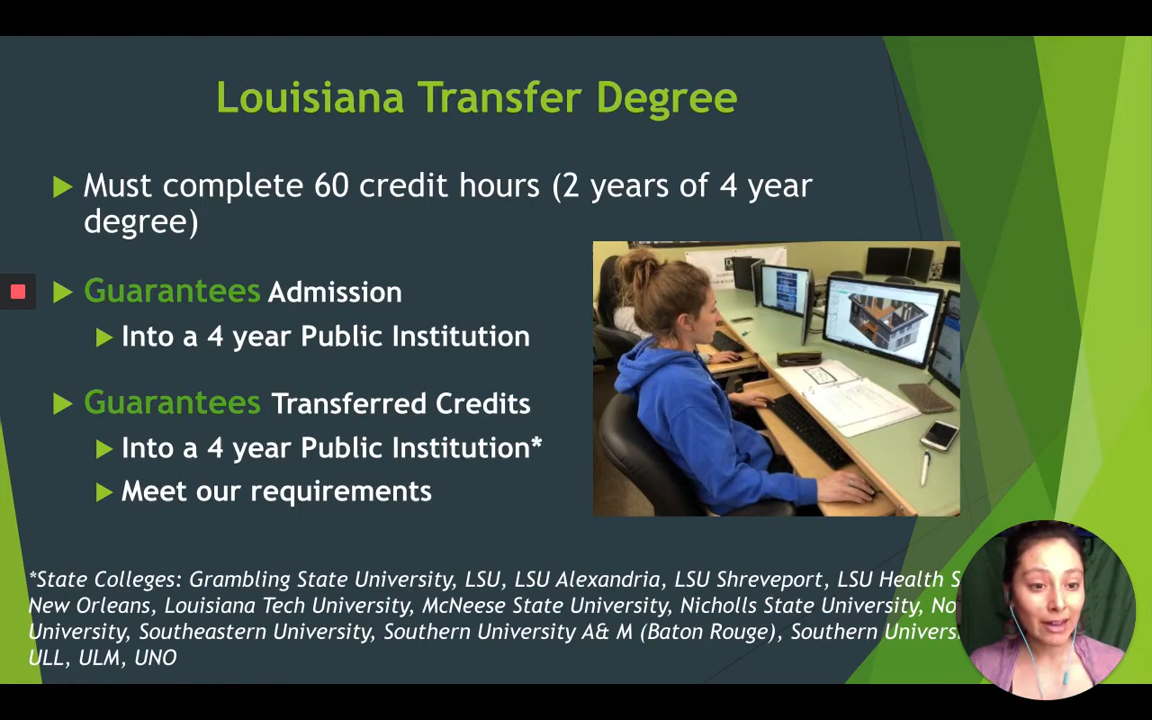 Louisiana Transfer Degree
Must complete 60 credit hours (2 years of 4 year
degree)
Guarantees Admission
Into a 4 year Public Institution
Guarantees Transferred Credits
Into a 4 year Public Institution*
Meet our requirements
*State Colleges: Grambling State University, LSU, LSU Alexandria, LSU Shreveport, LSU Health
New Orleans, Louisiana Tech University, McNeese State University, Nicholls State University,
University, Southeastern University, Southern University A& M (Baton Rouge), Southern
ULL, ULM, UNO